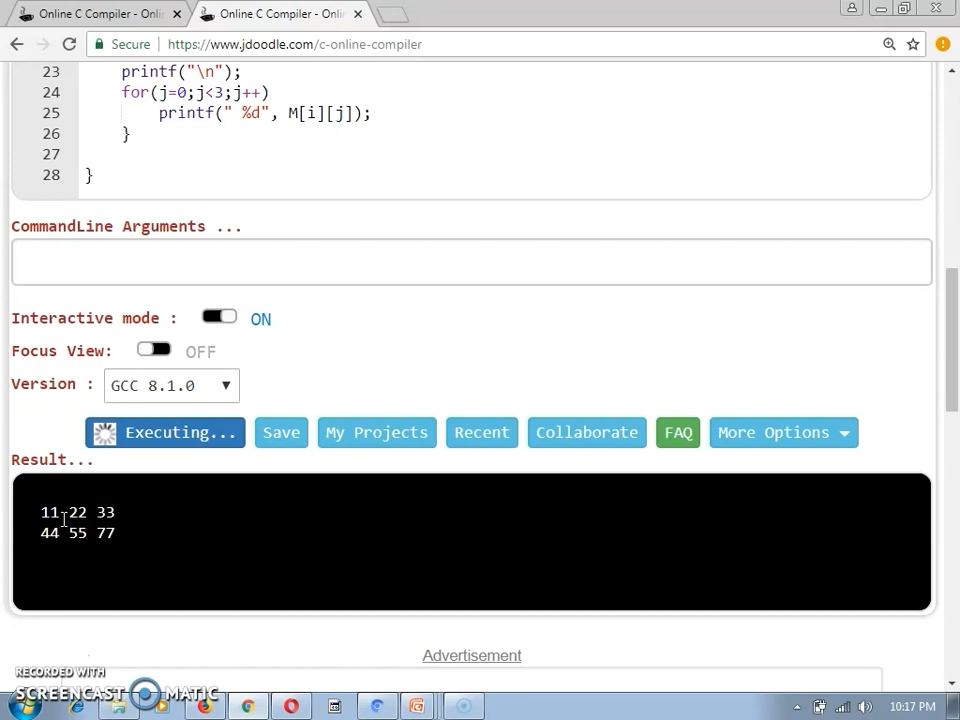 Online C Compiler - Onlin
Online C Compiler - Onlin
Secure https://www.jdoodle.com/c-online-compiler
23 printf("\n");
24 for(j=0;j<3;j++)
25 printf(" %d", M[i][j]);
26 }
27
28 }
CommandLine Arguments ...
Interactive mode : ON
Focus View: OFF
Version : GCC 8.1.0
Executing... Save My Projects Recent Collaborate FAQ More Options
Result...
11 22 33
44 55 77
Advertisement
RECORDED WITH
SCREENCAST MATIC
10:17 PM